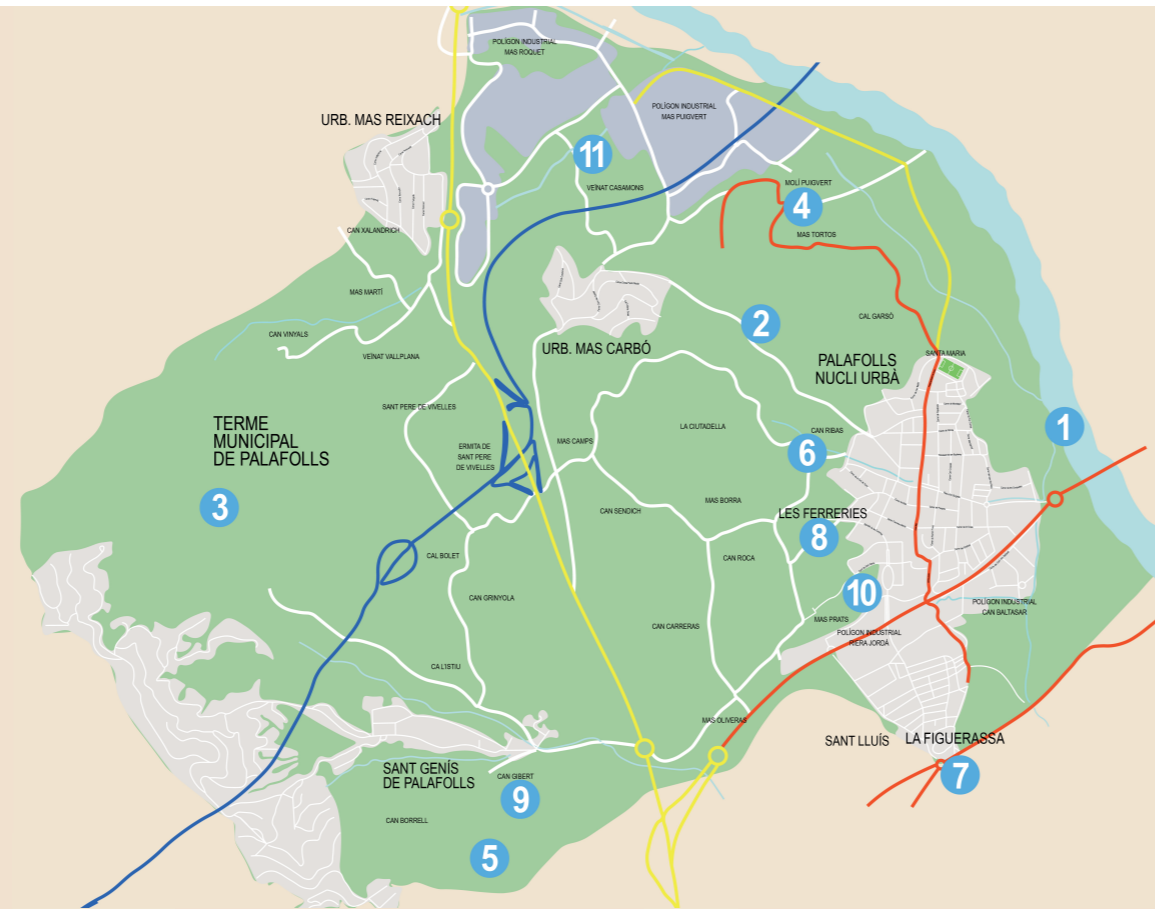 POLÍGON INDUSTRIAL
MAS ROQUET
URB. MAS REIXACH
POLÍGON INDUSTRIAL
MAS PUIGVERT
11
VEÏNAT CASAMONS
MOLÍ PUIGVERT
4
MAS TORTOS
CAN XALANDRICH
MAS MARTÍ
CAN VINYALS
VEÏNAT VALLPLANA
URB. MAS CARBÓ
2
CAL GARSÓ
SANTA MARIA
PALAFOLLS
NUCLI URBÀ
SANT PERE DE VIVELLES
TERME
MUNICIPAL
DE PALAFOLLS
3
ERMITA DE
SANT PERE
DE VIVELLES
MAS CAMPS
LA CIUTADELLA
CAN RIBAS
6
1
CAN SENDICH
MAS BORRA
LES FERRERIES
8
CAL BOLET
CAN ROCA
CAN GRINYOLA
10
MAS PRATS
CAN CARRERAS
POLÍGON INDUSTRIAL
CAN BALTASAR
POLÍGON INDUSTRIAL
RIERA JORDÀ
CA L'ISTIU
MAS OLIVERAS
SANT LLUÍS
LA FIGUERASSA
7
SANT GENÍS
DE PALAFOLLS
CAN GIBERT
9
CAN BORRELL
5